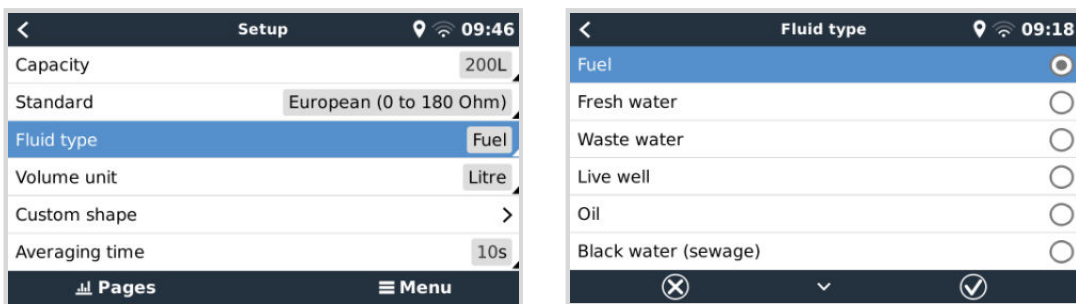 Setup 09:46
Capacity 200L
Standard European (0 to 180 Ohm)
Fluid type Fuel
Volume unit Litre
Custom shape
Averaging time 10s
Pages Menu
Fluid type 09:18
Fuel
Fresh water
Waste water
Live well
Oil
Black water (sewage)